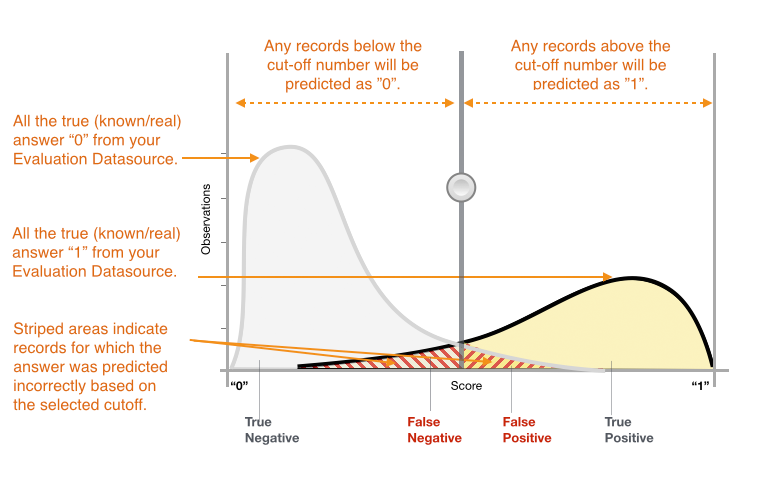 Any records below the
cut-off number will be
predicted as ”0”.
Any records above the
cut-off number will be
predicted as ”1”.
All the true (known/real)
answer “0” from your
Evaluation Datasource.
All the true (known/real)
answer “1” from your
Evaluation Datasource.
Observations
Striped areas indicate
records for which the
answer was predicted
incorrectly based on
the selected cutoff.
“0”
Score
“1”
True
Negative
False
Negative
False
Positive
True
Positive